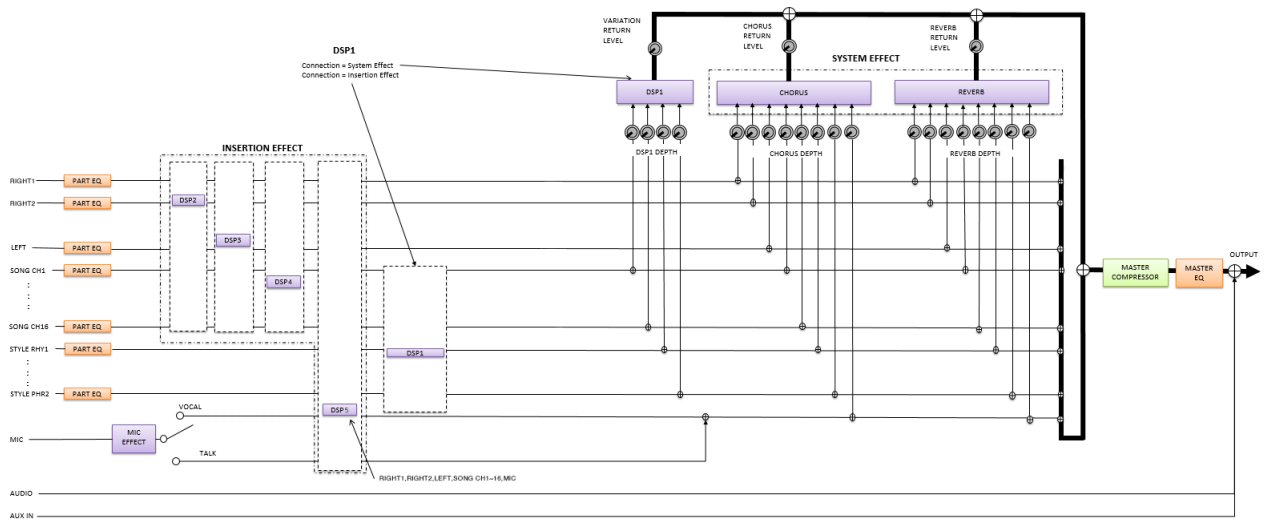 VARIATION
RETURN
LEVEL
CHORUS
RETURN
LEVEL
REVERB
RETURN
LEVEL
DSP1
Connection = System Effect
Connection = Insertion Effect
SYSTEM EFFECT
DSP1
CHORUS
REVERB
DSP1 DEPTH
CHORUS DEPTH
REVERB DEPTH
INSERTION EFFECT
RIGHT1
PART EQ
RIGHT2
PART EQ
DSP2
LEFT
PART EQ
DSP3
SONG CH1
PART EQ
DSP4
SONG CH16
PART EQ
STYLE RHY1
PART EQ
DSP1
STYLE PHR2
PART EQ
VOCAL
DSP5
MIC
MIC
EFFECT
TALK
RIGHT1,RIGHT2,LEFT,SONG CH1~16,MIC
AUDIO
AUX IN
MASTER
COMPRESSOR
MASTER
EQ
OUTPUT